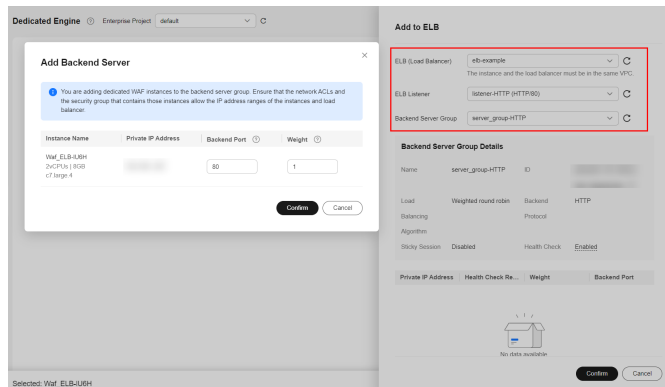 Dedicated Engine
Enterprise Project
default
Add Backend Server
You are adding dedicated WAF instances to the backend server group. Ensure that the network ACLs and
the security group that contains those instances allow the IP address ranges of the instances and load
balancer.
Instance Name Private IP Address Backend Port Weight
Waf_ELB-IU6H
2vCPUs | 8GB
c7.large.4
80 1
Confirm Cancel
Selected: Waf_ELB-IU6H
Add to ELB
ELB (Load Balancer) elb-example
The instance and the load balancer must be in the same VPC.
ELB Listener listener-HTTP (HTTP/80)
Backend Server Group server_group-HTTP
Backend Server Group Details
Name server_group-HTTP ID
Load Balancing Algorithm Weighted round robin Backend Protocol HTTP
Sticky Session Disabled Health Check Enabled
Private IP Address Health Check Re... Weight Backend Port
No data available
Confirm Cancel